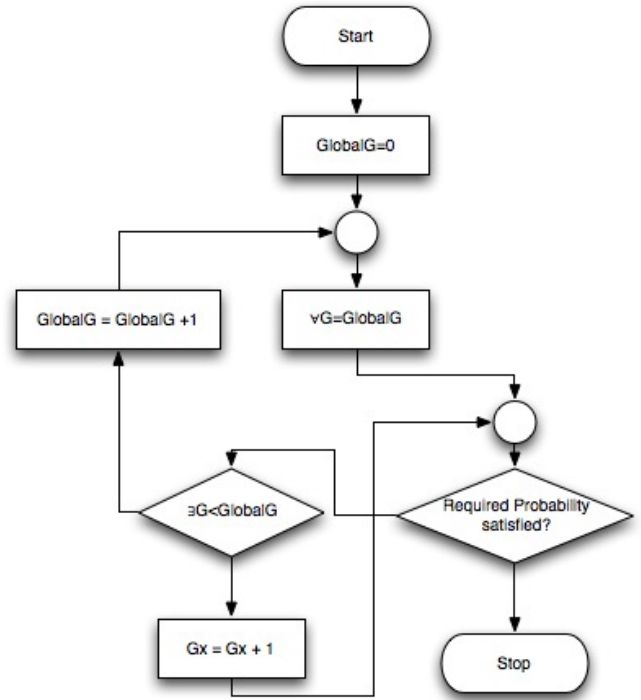 Start
GlobalG=0
GlobalG = GlobalG +1
∀G=GlobalG
∃G<GlobalG
Required Probability
satisfied?
Gx = Gx + 1
Stop